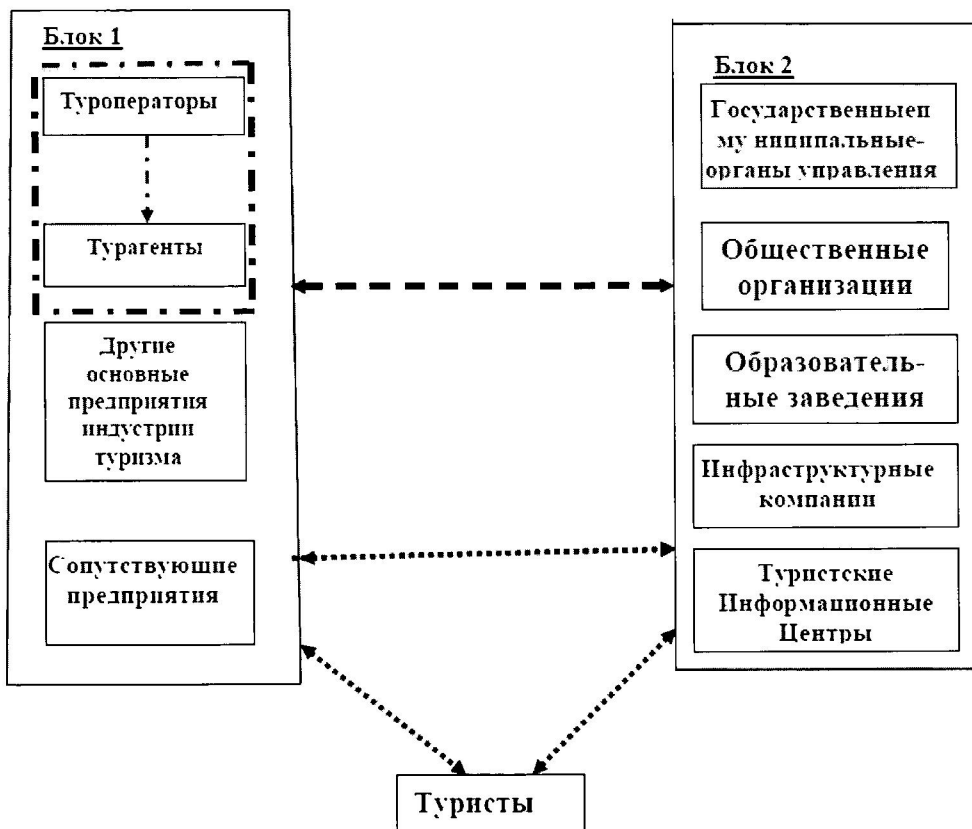 Блок 1
Туроператоры
Турагенты
Другие
основные
предприятия
индустрии
туризма
Сопутствующие
предприятия
Блок 2
Государственныеп
му ниципальные-
органы управления
Общественные
организации
Образователь-
ные заведения
Инфраструктурные
компании
Туристские
Информационные
Центры
Туристы